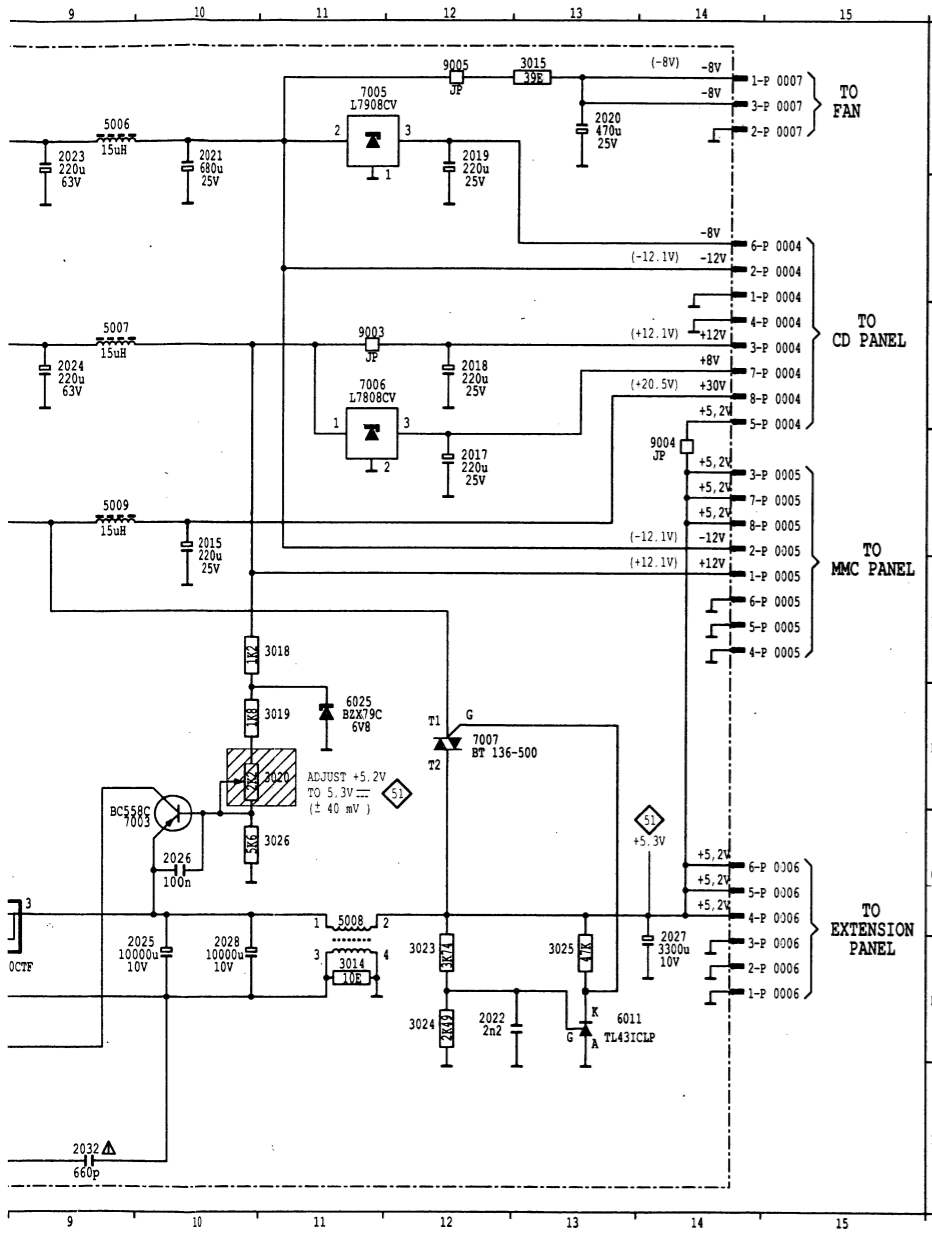 9 10 11 12 13 14 15
9005
JP
3015
39E
(-8V) -8V
1-P 0007
-8V
3-P 0007
2-P 0007
TO
FAN
7005
L7908CV
2 3
1
5006
15uH
2023
220u
63V
2021
680u
25V
2019
220u
25V
2020
470u
25V
-8V
6-P 0004
(-12.1V) -12V
2-P 0004
1-P 0004
4-P 0004
(+12.1V) +12V
3-P 0004
+8V
7-P 0004
(+20.5V) +30V
8-P 0004
+5,2V
5-P 0004
TO
CD PANEL
5007
15uH
9003
JP
2024
220u
63V
7006
L7808CV
1 3
2
2018
220u
25V
2017
220u
25V
9004
JP
+5,2V
3-P 0005
+5,2V
7-P 0005
+5,2V
8-P 0005
(-12.1V) -12V
2-P 0005
(+12.1V) +12V
1-P 0005
6-P 0005
5-P 0005
4-P 0005
TO
MMC PANEL
5009
15uH
2015
220u
25V
1K2
3018
1K8
3019
6025
BZX79C
6V8
2K2
3020
ADJUST +5.2V
TO 5.3V
(± 40 mV )
51
T1
G
T2
7007
BT 136-500
BC558C
7003
5K6
3026
2026
100n
51
+5.3V
+5,2V
6-P 0006
+5,2V
5-P 0006
+5,2V
4-P 0006
3-P 0006
2-P 0006
1-P 0006
TO
EXTENSION
PANEL
3
0CTF
2025
10000u
10V
2028
10000u
10V
1 5008 2
3 4
3014
10E
3023
3K74
3025
47K
2027
3300u
10V
3024
2K49
2022
2n2
K
G
A
6011
TL43ICLP
2032
660p
9 10 11 12 13 14 15